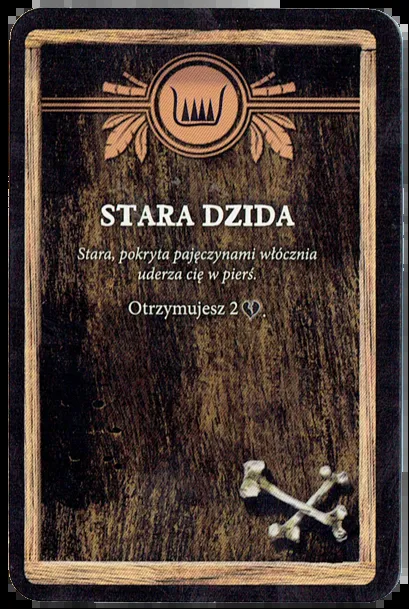 STARA DZIDA
Stara, pokryta pajęczynami włócznia
uderza cię w pierś.
Otrzymujesz 2 💔.